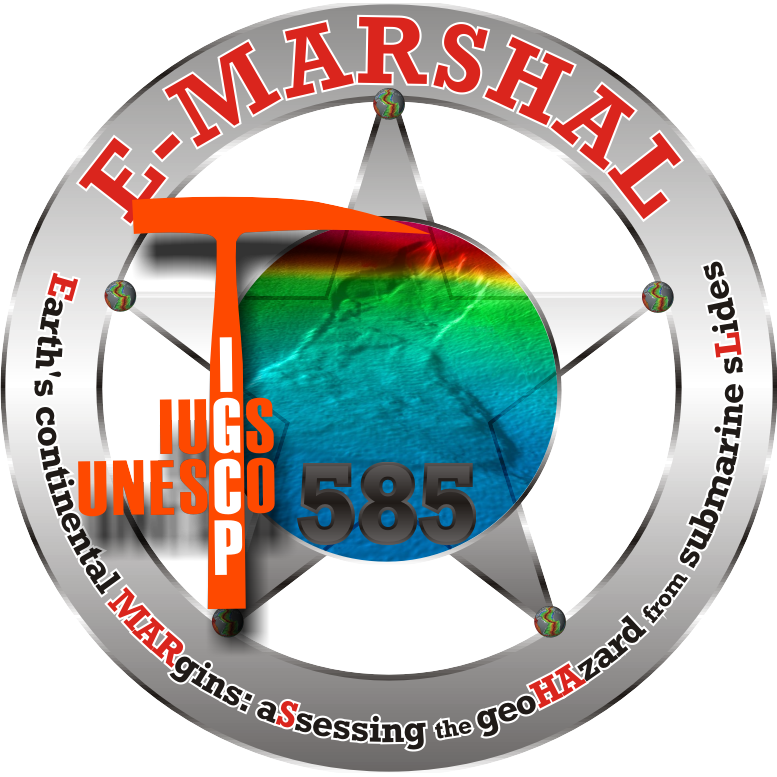 E-MARSHAL
Earth's continental MARgins: aSsessing the geoHAzard from submarine sLides
IUGS
UNESCO
IGCP
585